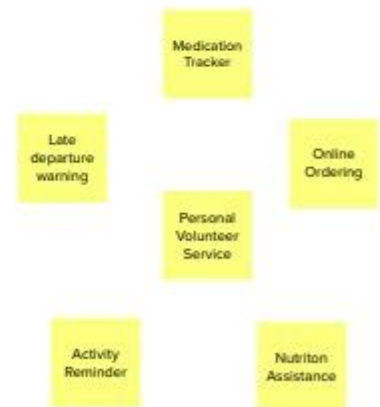 Medication
Tracker
Late
departure
warning
Online
Ordering
Personal
Volunteer
Service
Activity
Reminder
Nutriton
Assistance